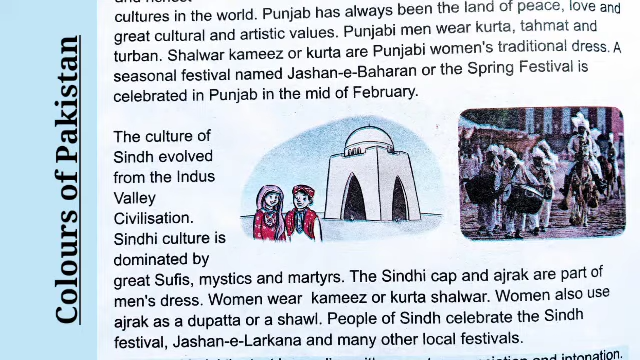 Colours of Pakistan
cultures in the world. Punjab has always been the land of peace, love and
great cultural and artistic values. Punjabi men wear kurta, tahmat and
turban. Shalwar kameez or kurta are Punjabi women's traditional dress. A
seasonal festival named Jashan-e-Baharan or the Spring Festival is
celebrated in Punjab in the mid of February.
The culture of
Sindh evolved
from the Indus
Valley
Civilisation.
Sindhi culture is
dominated by
great Sufis, mystics and martyrs. The Sindhi cap and ajrak are part of
men's dress. Women wear kameez or kurta shalwar. Women also use
ajrak as a dupatta or a shawl. People of Sindh celebrate the Sindh
festival, Jashan-e-Larkana and many other local festivals.
and intonation.